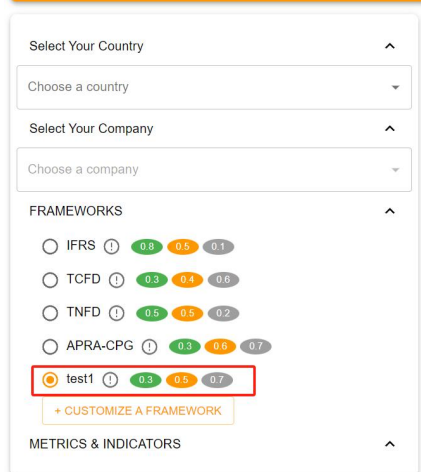 Select Your Country
Choose a country
Select Your Company
Choose a company
FRAMEWORKS
IFRS ! 0.8 0.5 0.1
TCFD ! 0.3 0.4 0.6
TNFD ! 0.5 0.5 0.2
APRA-CPG ! 0.3 0.6 0.7
test1 ! 0.3 0.5 0.7
+ CUSTOMIZE A FRAMEWORK
METRICS & INDICATORS